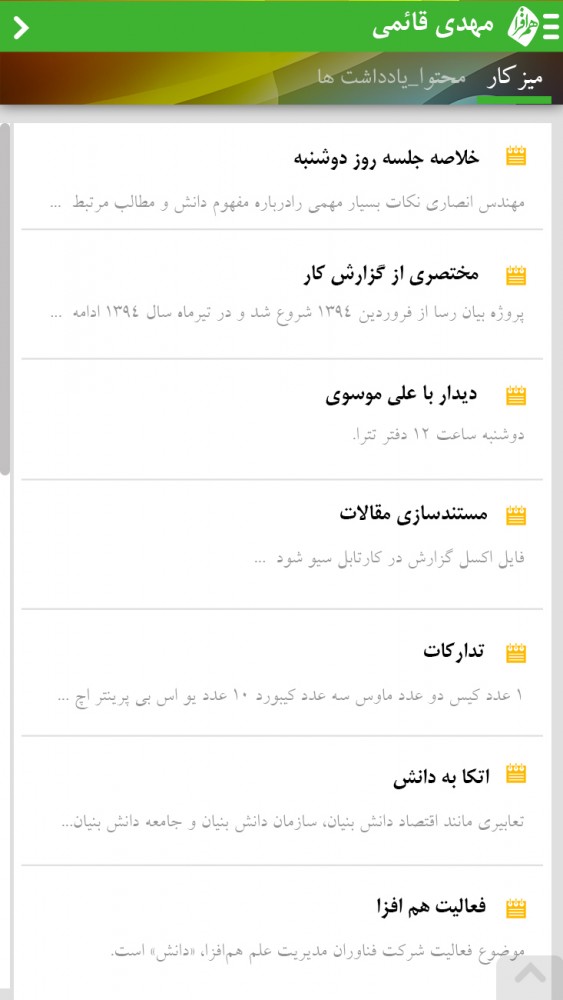 هم‌افزا
مهدی قائمی
میز کار
محتوا_یادداشت ها
خلاصه جلسه روز دوشنبه
مهندس انصاری نکات بسیار مهمی رادرباره مفهوم دانش و مطالب مرتبط ...
مختصری از گزارش کار
پروژه بیان رسا از فروردین ۱۳۹٤ شروع شد و در تیرماه سال ۱۳۹٤ ادامه ...
دیدار با علی موسوی
دوشنبه ساعت ۱۲ دفتر تترا.
مستندسازی مقالات
فایل اکسل گزارش در کارتابل سیو شود ...
تدارکات
۱ عدد کیس دو عدد ماوس سه عدد کیبورد ۱۰ عدد یو اس بی پرینتر اچ ...
اتکا به دانش
تعابیری مانند اقتصاد دانش بنیان، سازمان دانش بنیان و جامعه دانش بنیان...
فعالیت هم افزا
موضوع فعالیت شرکت فناوران مدیریت علم هم‌افزا، «دانش» است.